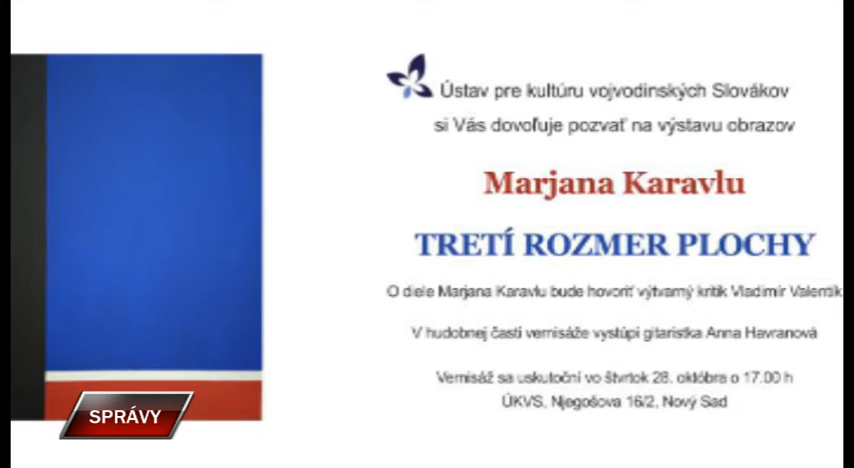 Ústav pre kultúru vojvodinských Slovákov
si Vás dovoľuje pozvať na výstavu obrazov
Marjana Karavlu
TRETÍ ROZMER PLOCHY
O diele Marjana Karavlu bude hovoriť výtvarný kritik Vladimír Valentík
V hudobnej časti vernisáže vystúpi gitaristka Anna Havranová
Vernisáž sa uskutoční vo štvrtok 28. októbra o 17.00 h
ÚKVS, Njegošova 16/2, Nový Sad
SPRÁVY